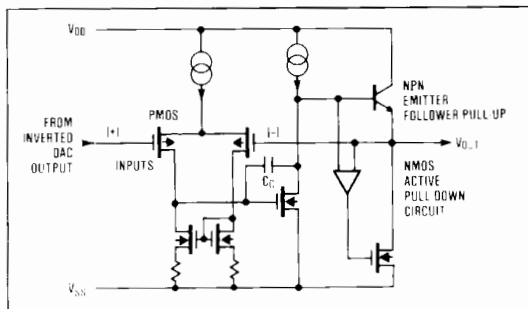 VDD
NPN
EMITTER
FOLLOWER PULL-UP
FROM
INVERTED
DAC
OUTPUT
(+)
PMOS
INPUTS
(−)
CC
VO_1
NMOS
ACTIVE
PULL DOWN
CIRCUIT
VSS